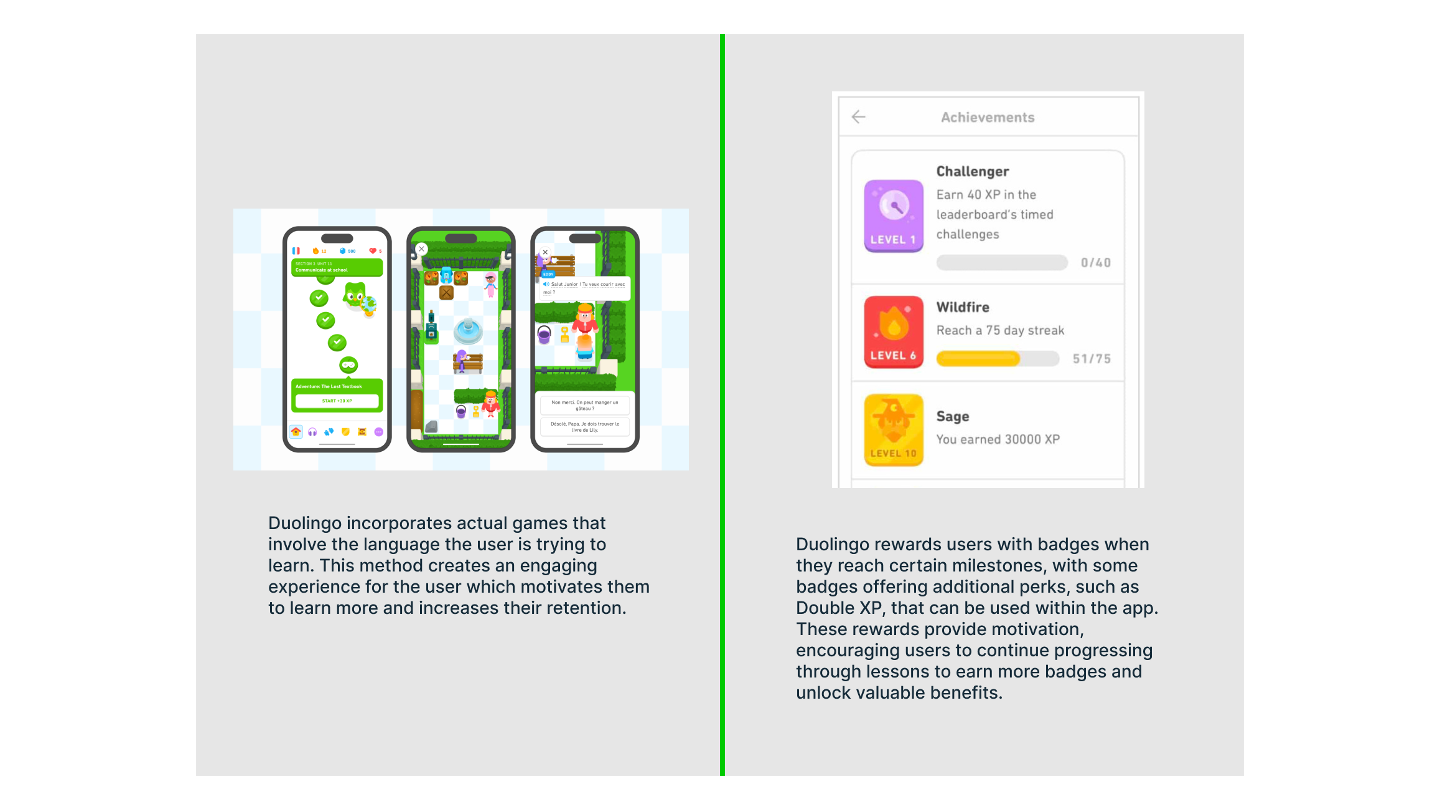 SECTION 3, UNIT 10
Communicate at school
Adventure: The Lost Textbook
START +20 XP
Salut Junior ! Tu veux courir avec
moi ?
Non merci. On peut manger un
gâteau ?
Désolé, Papa. Je dois trouver le
livre de Lily.
Duolingo incorporates actual games that
involve the language the user is trying to
learn. This method creates an engaging
experience for the user which motivates them
to learn more and increases their retention.
Achievements
Challenger
Earn 40 XP in the
leaderboard's timed
challenges
LEVEL 1
0/40
Wildfire
Reach a 75 day streak
LEVEL 6
51/75
Sage
You earned 30000 XP
LEVEL 10
Duolingo rewards users with badges when
they reach certain milestones, with some
badges offering additional perks, such as
Double XP, that can be used within the app.
These rewards provide motivation,
encouraging users to continue progressing
through lessons to earn more badges and
unlock valuable benefits.